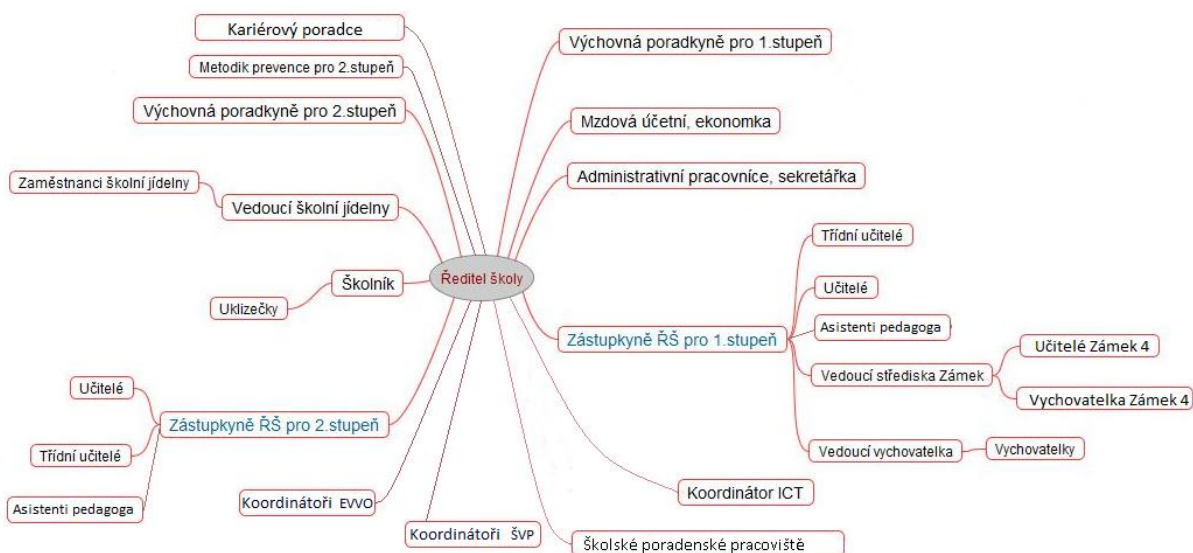 Kariérový poradce
Výchovná poradkyně pro 1.stupeň
Metodik prevence pro 2.stupeň
Výchovná poradkyně pro 2.stupeň
Mzdová účetní, ekonomka
Administrativní pracovníce, sekretářka
Zaměstnanci školní jídelny
Vedoucí školní jídelny
Třídní učitelé
Ředitel školy
Školník
Učitelé
Uklizečky
Asistenti pedagoga
Zástupkyně ŘŠ pro 1.stupeň
Učitelé Zámek 4
Vedoucí střediska Zámek
Vychovatelka Zámek 4
Učitelé
Zástupkyně ŘŠ pro 2.stupeň
Třídní učitelé
Vedoucí vychovatelka
Vychovatelky
Koordinátor ICT
Koordinátoři EVVO
Asistenti pedagoga
Koordinátoři ŠVP
Školské poradenské pracoviště